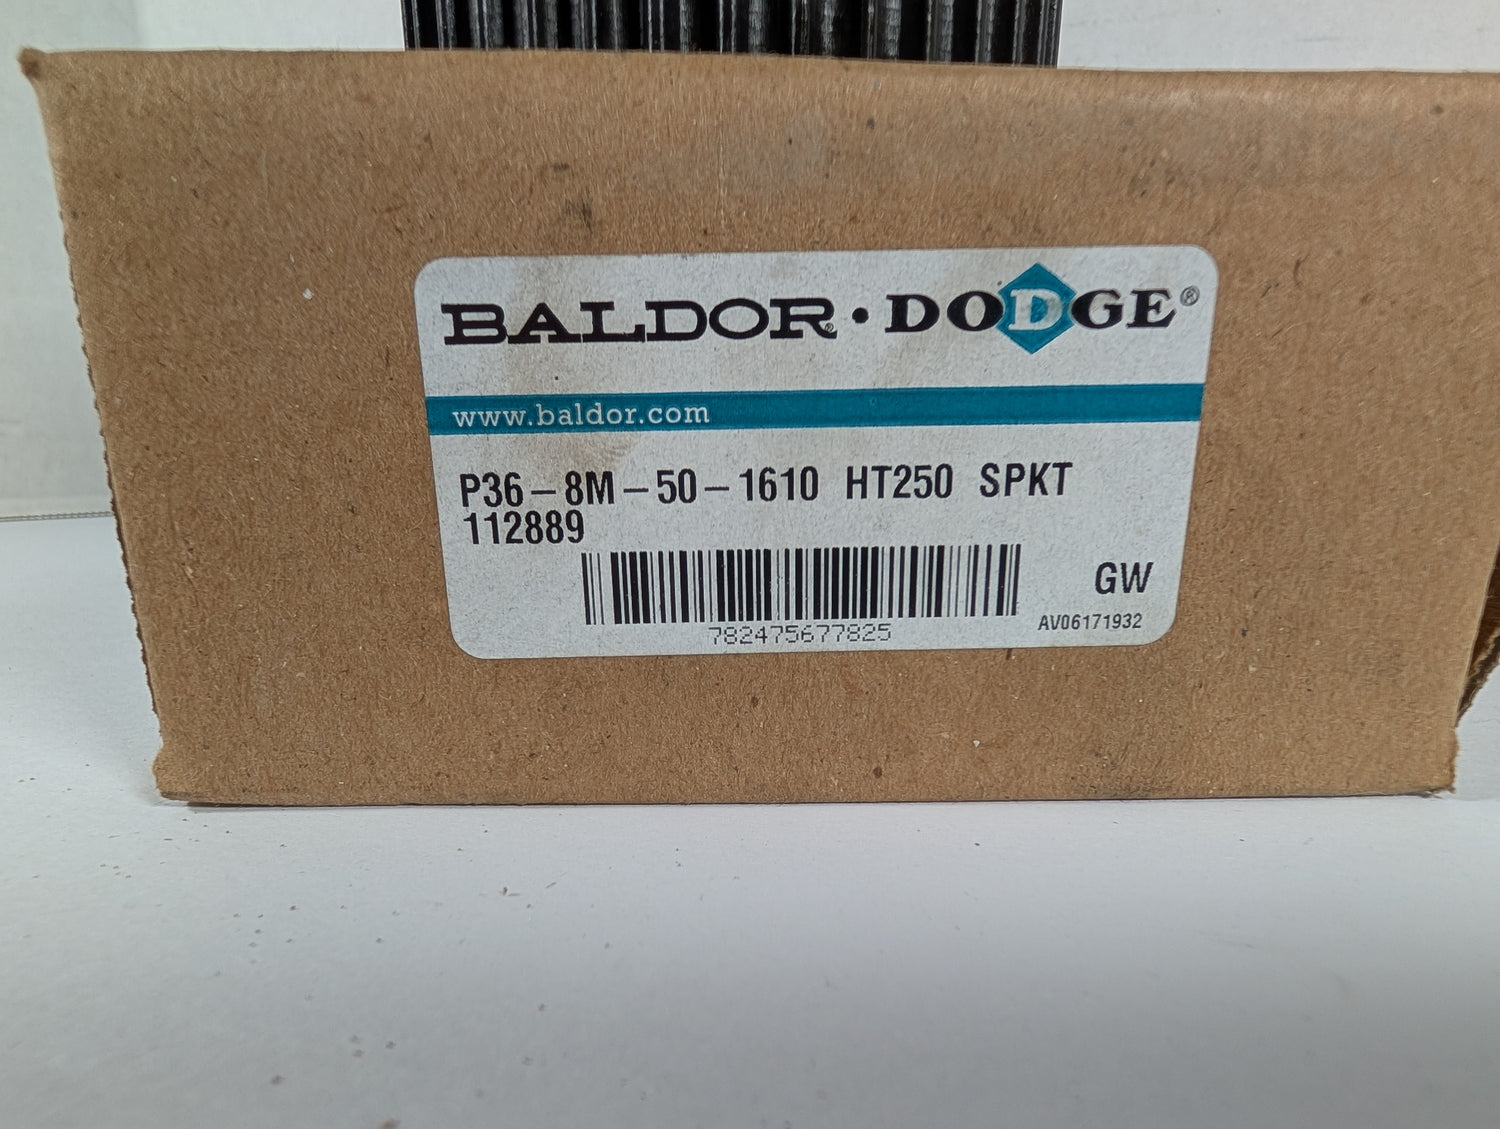 BALDOR® • DODGE®
www.baldor.com
P36–8M–50–1610 HT250 SPKT
112889
782475677825
GW
AV06171932